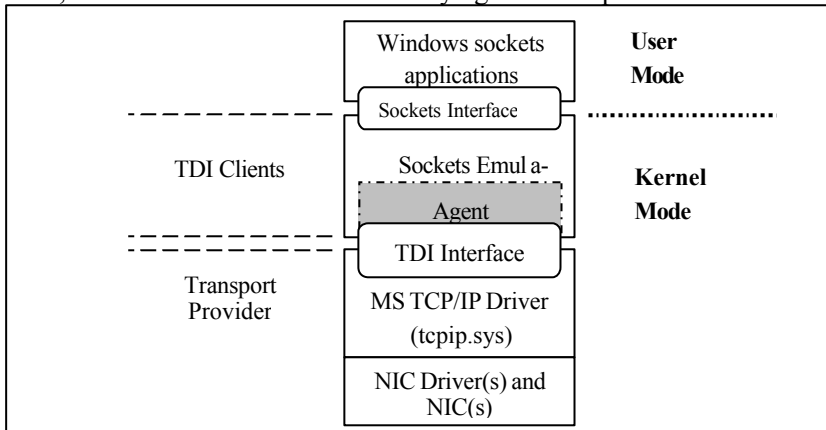 Windows sockets
applications
User
Mode
Sockets Interface
TDI Clients
Sockets Emul a-
Agent
Kernel
Mode
TDI Interface
Transport
Provider
MS TCP/IP Driver
(tcpip.sys)
NIC Driver(s) and
NIC(s)